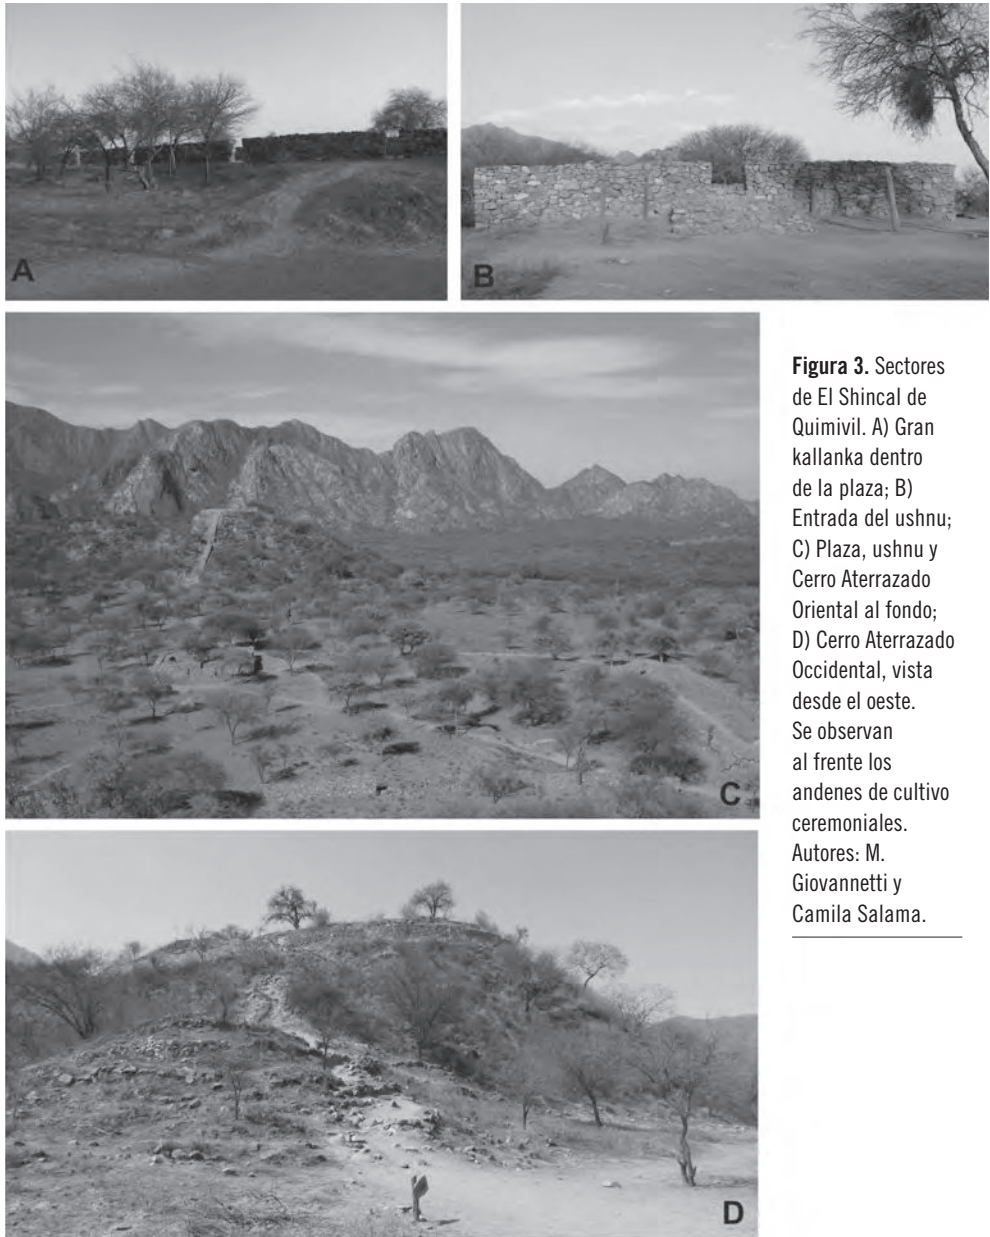 A
B
Figura 3. Sectores
de El Shincal de
Quimivil. A) Gran
kallanka dentro
de la plaza; B)
Entrada del ushnu;
C) Plaza, ushnu y
Cerro Aterrazado
Oriental al fondo;
D) Cerro Aterrazado
Occidental, vista
desde el oeste.
Se observan
al frente los
andenes de cultivo
ceremoniales.
Autores: M.
Giovannetti y
Camila Salama.
C
D